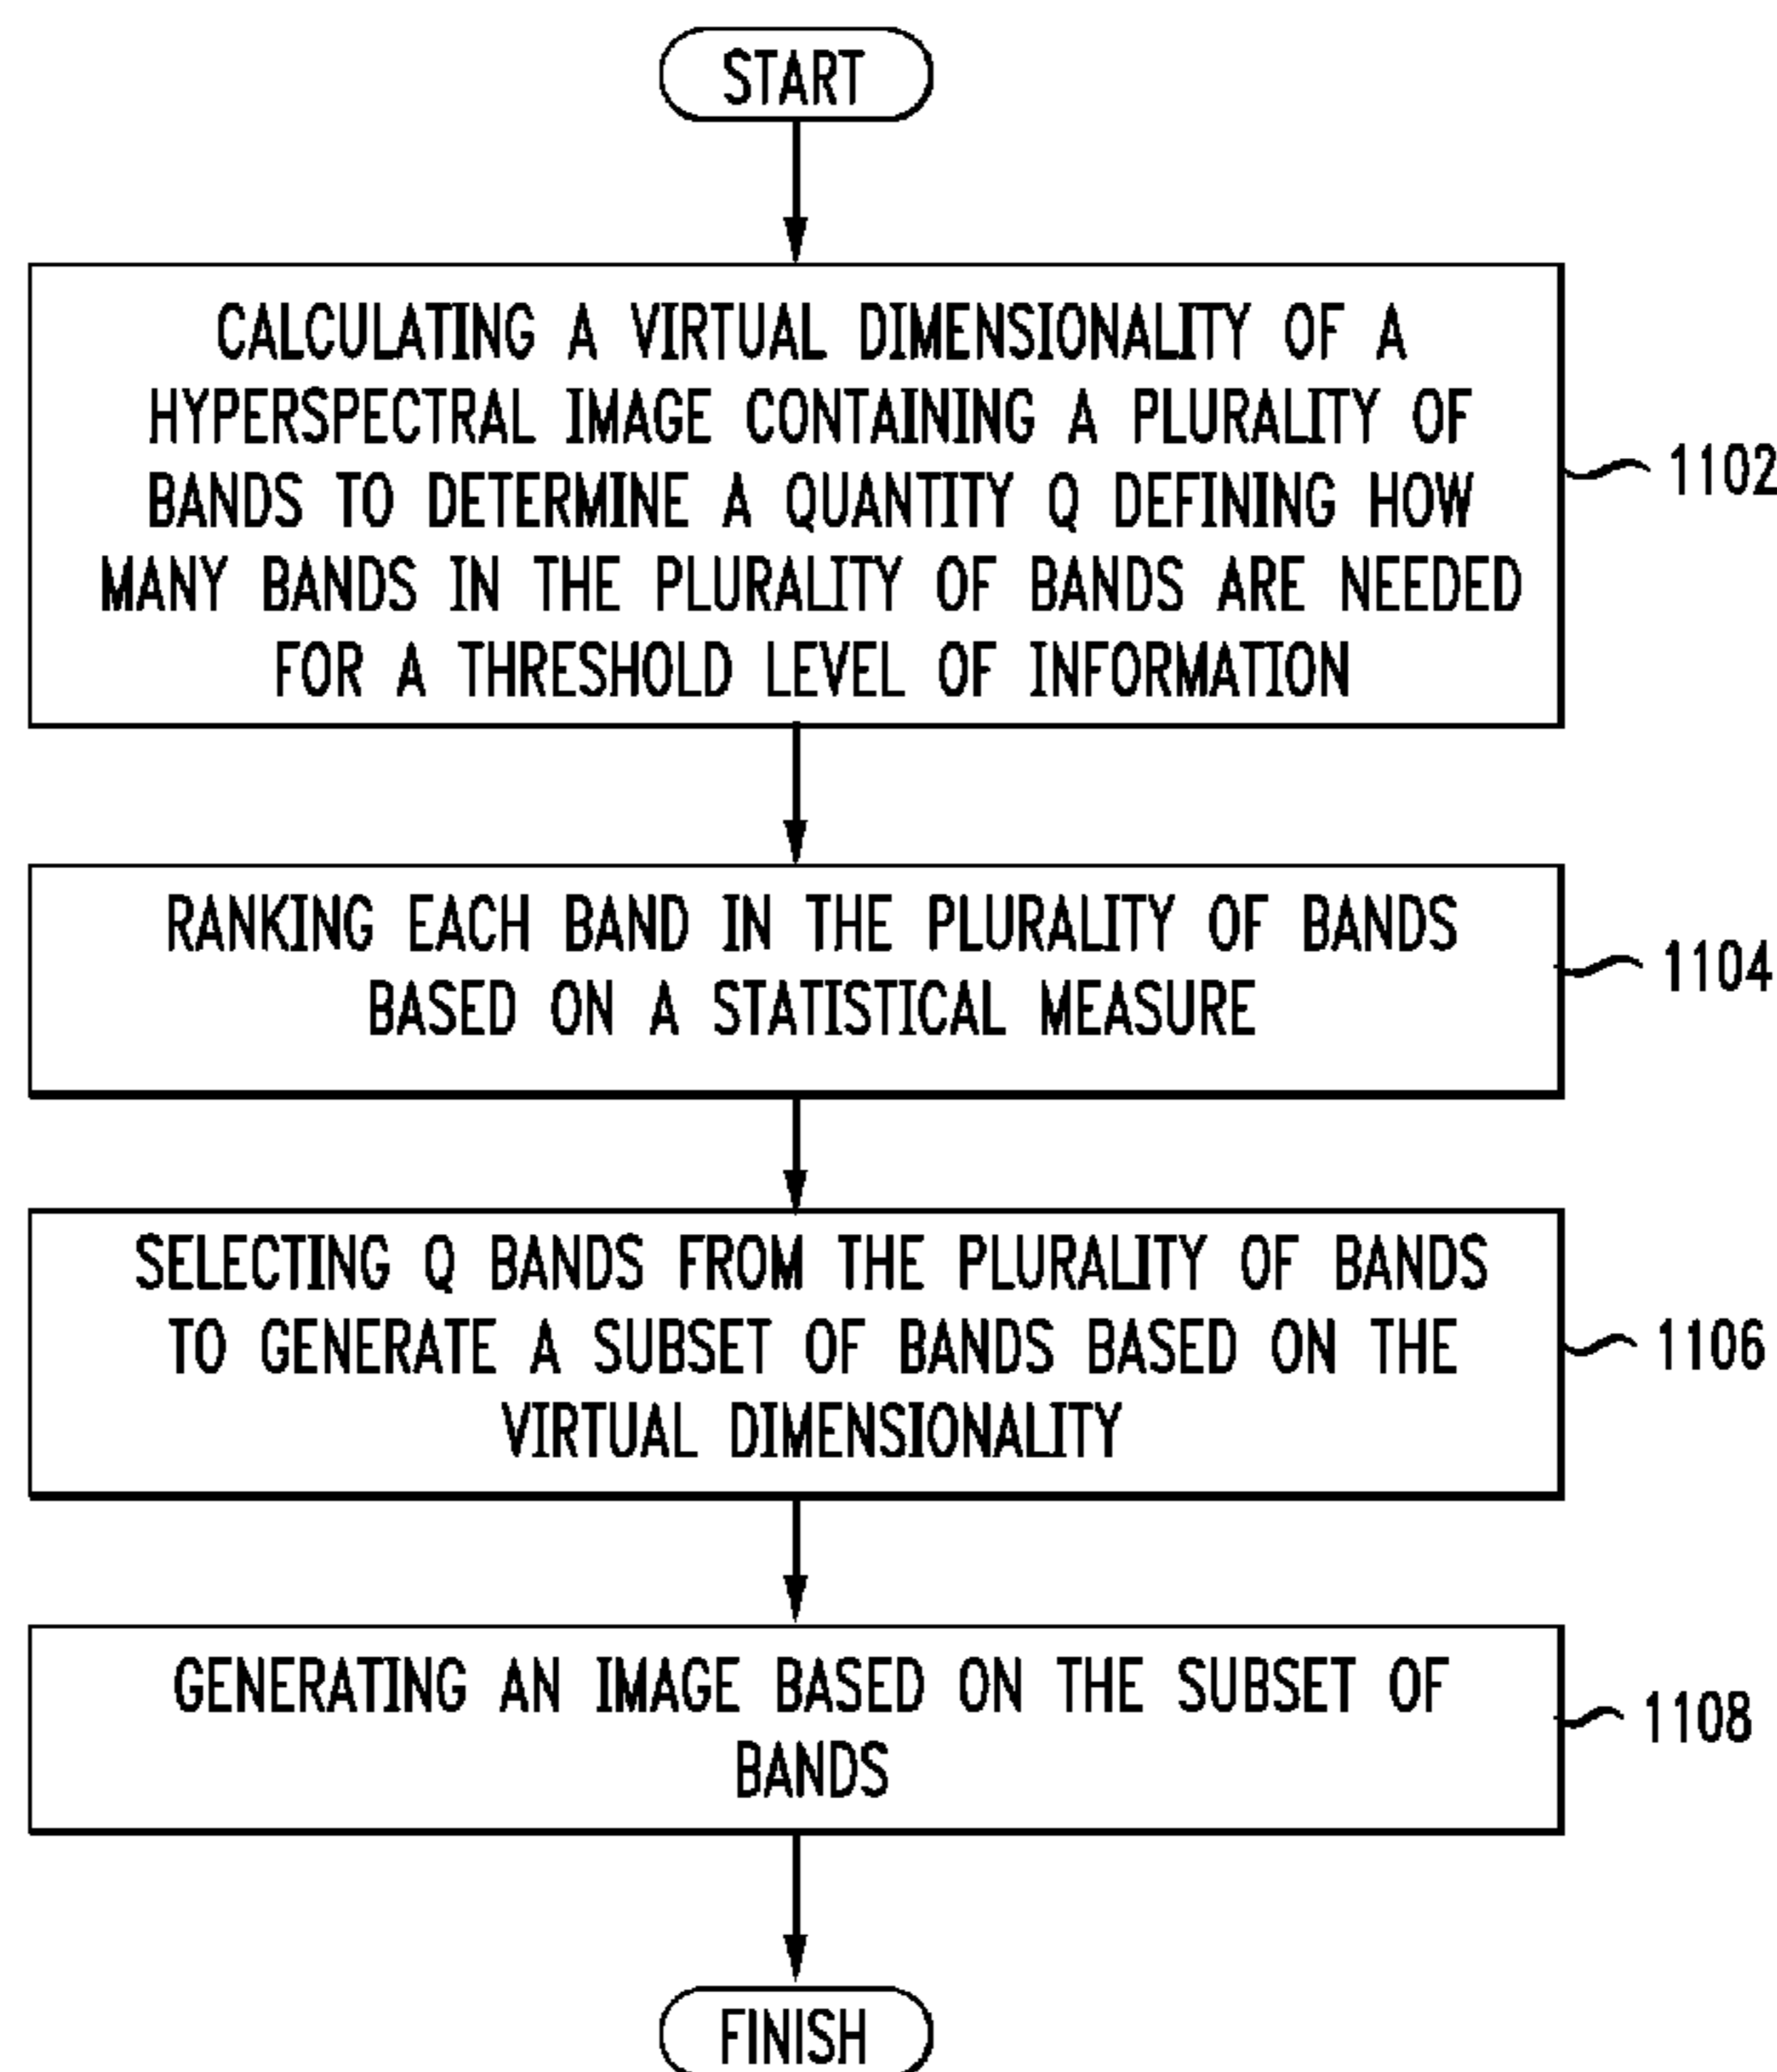 START
CALCULATING A VIRTUAL DIMENSIONALITY OF A
HYPERSPECTRAL IMAGE CONTAINING A PLURALITY OF
BANDS TO DETERMINE A QUANTITY Q DEFINING HOW
MANY BANDS IN THE PLURALITY OF BANDS ARE NEEDED
FOR A THRESHOLD LEVEL OF INFORMATION
1102
RANKING EACH BAND IN THE PLURALITY OF BANDS
BASED ON A STATISTICAL MEASURE
1104
SELECTING Q BANDS FROM THE PLURALITY OF BANDS
TO GENERATE A SUBSET OF BANDS BASED ON THE
VIRTUAL DIMENSIONALITY
1106
GENERATING AN IMAGE BASED ON THE SUBSET OF
BANDS
1108
FINISH